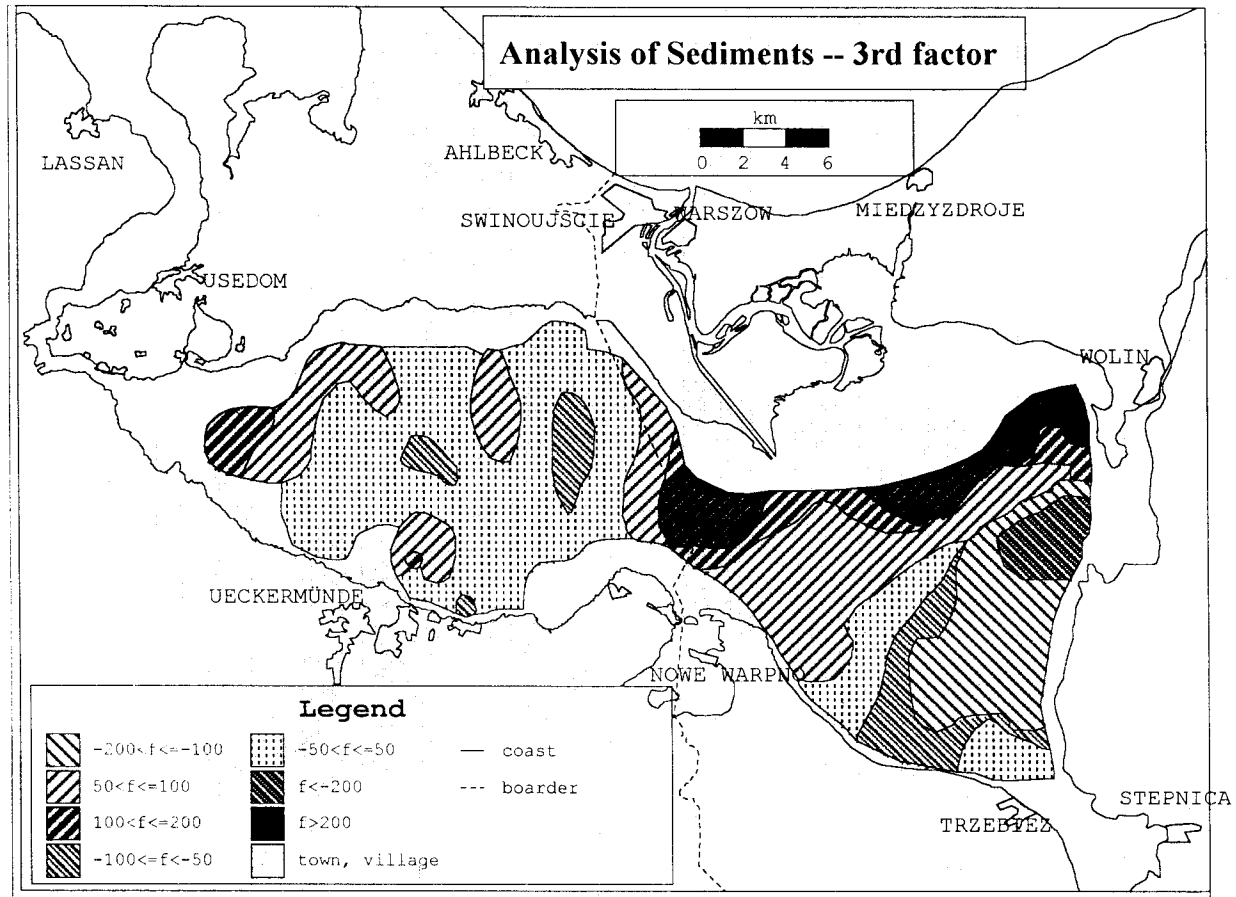 Analysis of Sediments -- 3rd factor
km
0 2 4 6
LASSAN
AHLBECK
SWINOUJŚCIE
WARSZOW
MIEDZYZDROJE
USEDOM
WOLIN
UECKERMÜNDE
NOWE WARPNO
STEPNICA
TRZEBIEZ
Legend
-200<f<=-100
50<f<=100
100<f<=200
-100<=f<-50
-50<f<=50
f<-200
f>200
town, village
coast
boarder